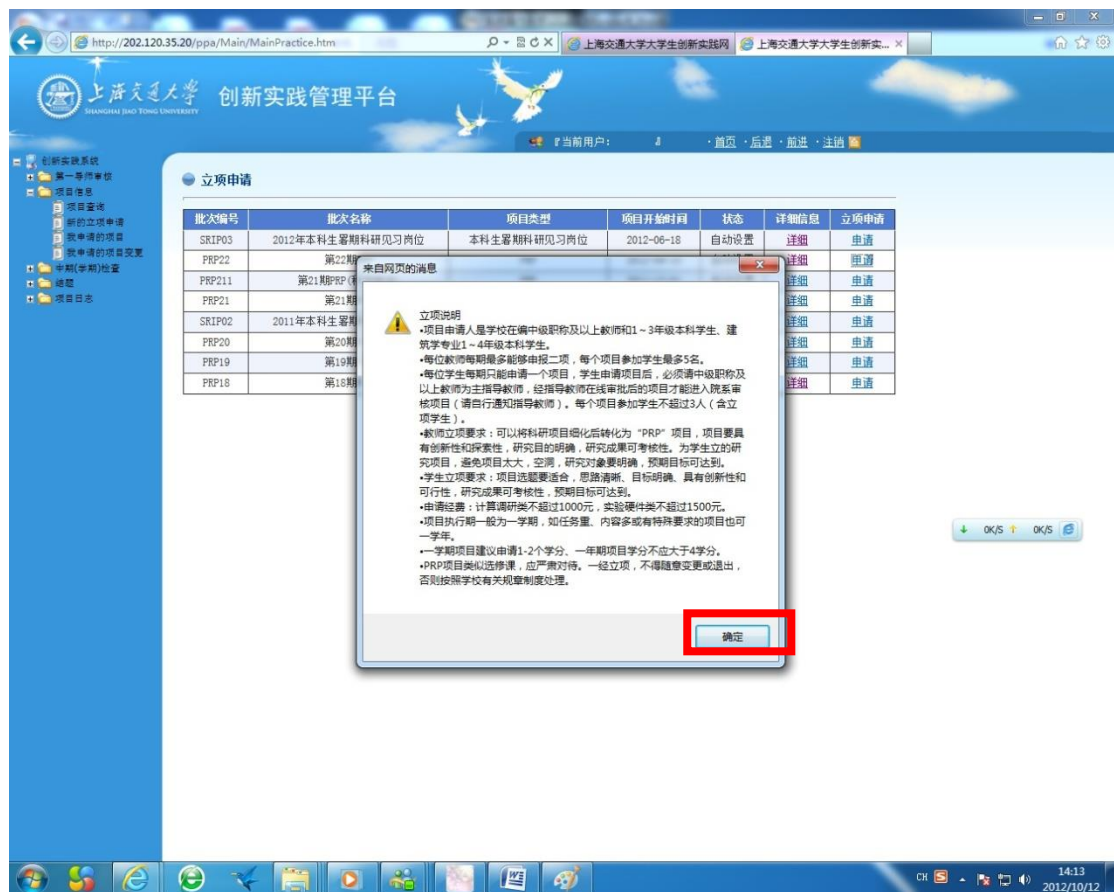 http://202.120.35.20/ppa/Main/MainPractice.htm
上海交通大学大学生创新实践网
上海交通大学大学生创新实...
上海交通大学
SHANGHAI JIAO TONG UNIVERSITY
创新实践管理平台
当前用户:
·首页 ·后退 ·前进 ·注销
创新实践系统
第一导师审核
项目信息
项目查询
新的立项申请
我申请的项目
我申请的项目变更
中期(学期)检查
结题
项目日志
立项申请
批次编号 批次名称 项目类型 项目开始时间 状态 详细信息 立项申请
SRIP03 2012年本科生署期科研见习岗位 本科生署期科研见习岗位 2012-06-18 自动设置 详细 申请
PRP22 第22期 详细 申请
PRP211 第21期PRP 详细 申请
PRP21 第21期 详细 申请
SRIP02 2011年本科生署期 详细 申请
PRP20 第20期 详细 申请
PRP19 第19期 详细 申请
PRP18 第18期 详细 申请
来自网页的消息
立项说明
•项目申请人是学校在编中级职称及以上教师和1~3年级本科学生、建
筑学专业1~4年级本科学生。
•每位教师每期最多能够申报二项，每个项目参加学生最多5名。
•每位学生每期只能申请一个项目，学生申请项目后，必须请中级职称及
以上教师为主指导教师，经指导教师在线审批后的项目才能进入院系审
核项目（请自行通知指导教师）。每个项目参加学生不超过3人（含立
项学生）。
•教师立项要求：可以将科研项目细化后转化为“PRP”项目，项目要具
有创新性和探索性，研究目的明确，研究成果可考核性。为学生立的研
究项目，避免项目太大，空洞，研究对象要明确，预期目标可达到。
•学生立项要求：项目选题要适合，思路清晰、目标明确、具有创新性和
可行性，研究成果可考核性，预期目标可达到。
•申请经费：计算调研类不超过1000元，实验硬件类不超过1500元。
•项目执行期一般为一学期，如任务重、内容多或有特殊要求的项目也可
一学年。
•一学期项目建议申请1-2个学分、一年期项目学分不应大于4学分。
•PRP项目类似选修课，应严肃对待。一经立项，不得随意变更或退出，
否则按照学校有关规章制度处理。
确定
0K/S 0K/S
CH
14:13
2012/10/12